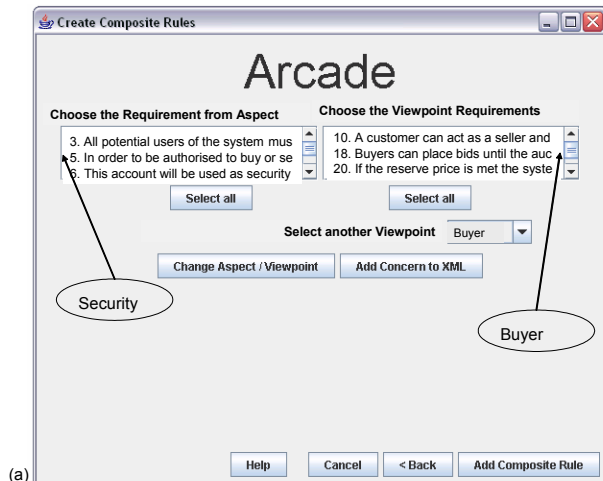 Create Composite Rules
Arcade
Choose the Requirement from Aspect
Choose the Viewpoint Requirements
3. All potential users of the system mus
5. In order to be authorised to buy or se
6. This account will be used as security
10. A customer can act as a seller and
18. Buyers can place bids until the auc
20. If the reserve price is met the syste
Select all
Select all
Select another Viewpoint Buyer
Change Aspect / Viewpoint
Add Concern to XML
Security
Buyer
(a)
Help
Cancel
< Back
Add Composite Rule